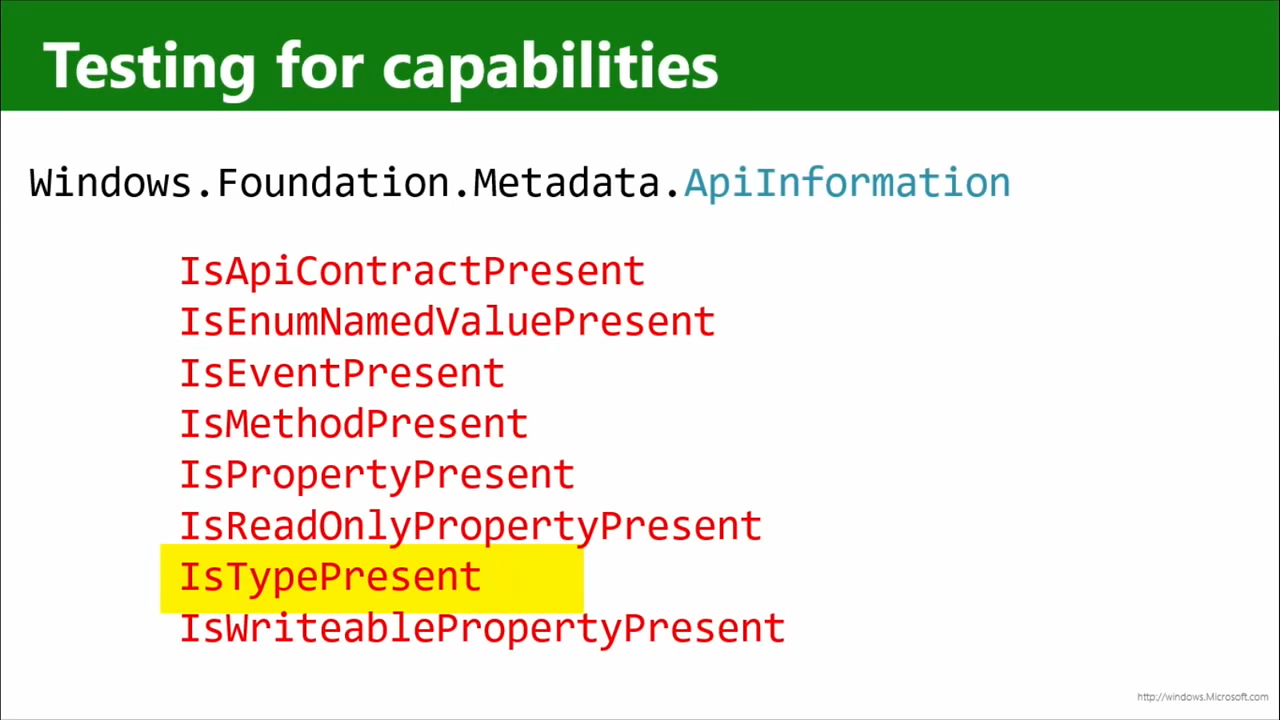 Testing for capabilities
Windows.Foundation.Metadata.ApiInformation
IsApiContractPresent
IsEnumNamedValuePresent
IsEventPresent
IsMethodPresent
IsPropertyPresent
IsReadOnlyPropertyPresent
IsTypePresent
IsWriteablePropertyPresent
http://windows.Microsoft.com